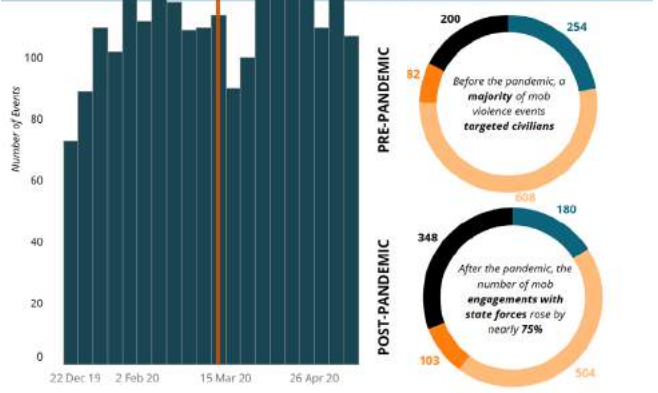 100
80
60
40
20
0
Number of Events
22 Dec 19 2 Feb 20 15 Mar 20 26 Apr 20
PRE-PANDEMIC
200
254
82
608
Before the pandemic, a
majority of mob
violence events
targeted civilians
POST-PANDEMIC
348
180
103
504
After the pandemic, the
number of mob
engagements with
state forces rose by
nearly 75%